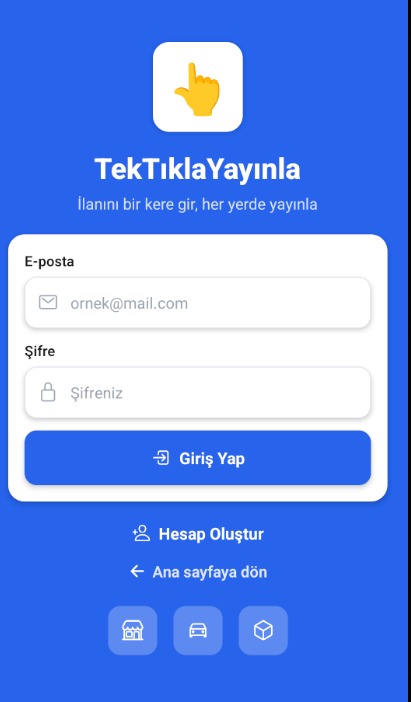 TekTıklaYayınla
İlanını bir kere gir, her yerde yayınla
E-posta
ornek@mail.com
Şifre
Şifreniz
Giriş Yap
Hesap Oluştur
Ana sayfaya dön